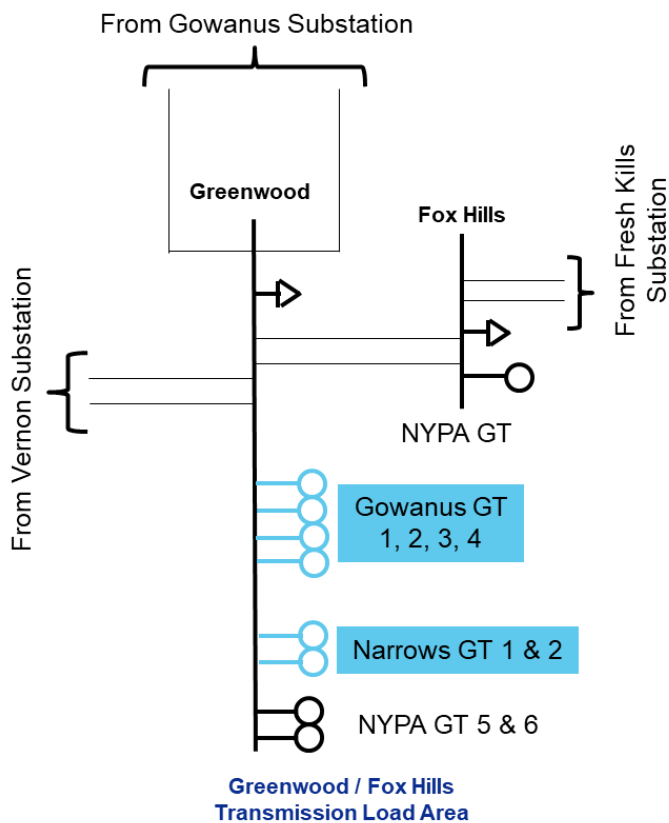 From Gowanus Substation
Greenwood
Fox Hills
From Fresh Kills
Substation
From Vernon Substation
NYPA GT
Gowanus GT
1, 2, 3, 4
Narrows GT 1 & 2
NYPA GT 5 & 6
Greenwood / Fox Hills
Transmission Load Area